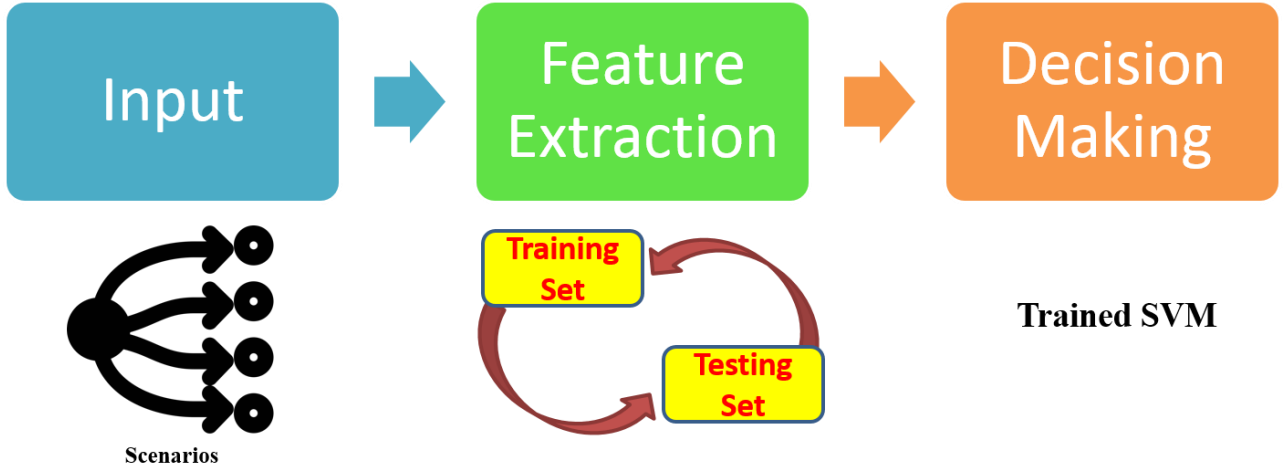 Input
Feature
Extraction
Decision
Making
Training
Set
Testing
Set
Trained SVM
Scenarios